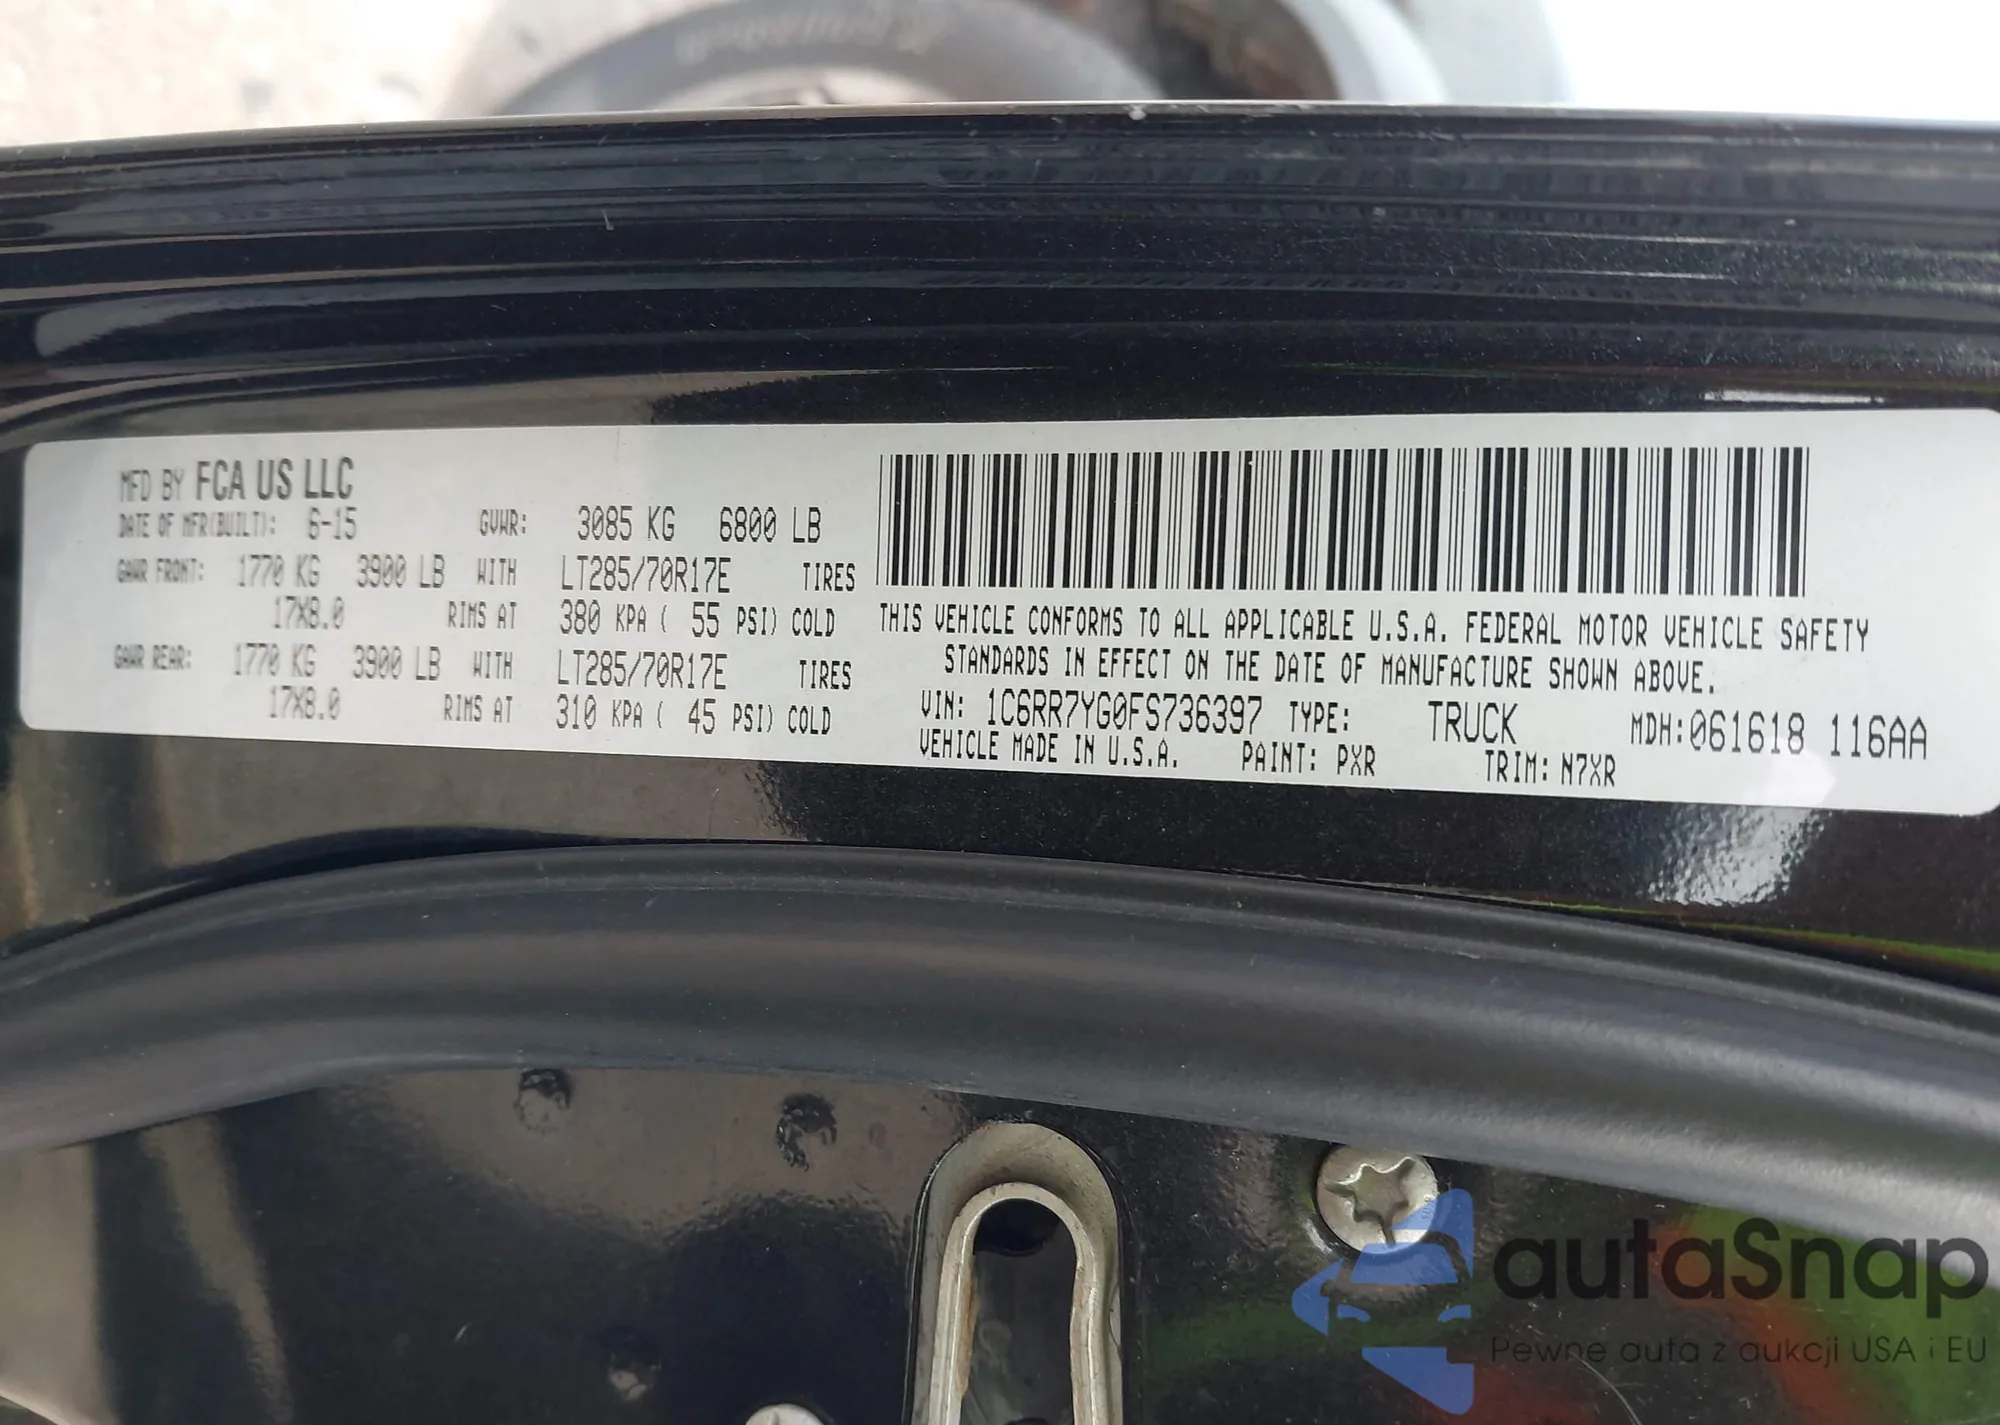 MFD BY FCA US LLC
DATE OF MFR(BUILT): 6-15 GVWR: 3085 KG 6800 LB
GAWR FRONT: 1770 KG 3900 LB WITH LT285/70R17E TIRES
17X8.0 RIMS AT 380 KPA ( 55 PSI) COLD
GAWR REAR: 1770 KG 3900 LB WITH LT285/70R17E TIRES
17X8.0 RIMS AT 310 KPA ( 45 PSI) COLD
THIS VEHICLE CONFORMS TO ALL APPLICABLE U.S.A. FEDERAL MOTOR VEHICLE SAFETY
STANDARDS IN EFFECT ON THE DATE OF MANUFACTURE SHOWN ABOVE.
VIN: 1C6RR7YG0FS736397 TYPE: TRUCK MDH:061618 116AA
VEHICLE MADE IN U.S.A. PAINT: PXR TRIM: N7XR
autaSnap
Pewne auta z aukcji USA i EU